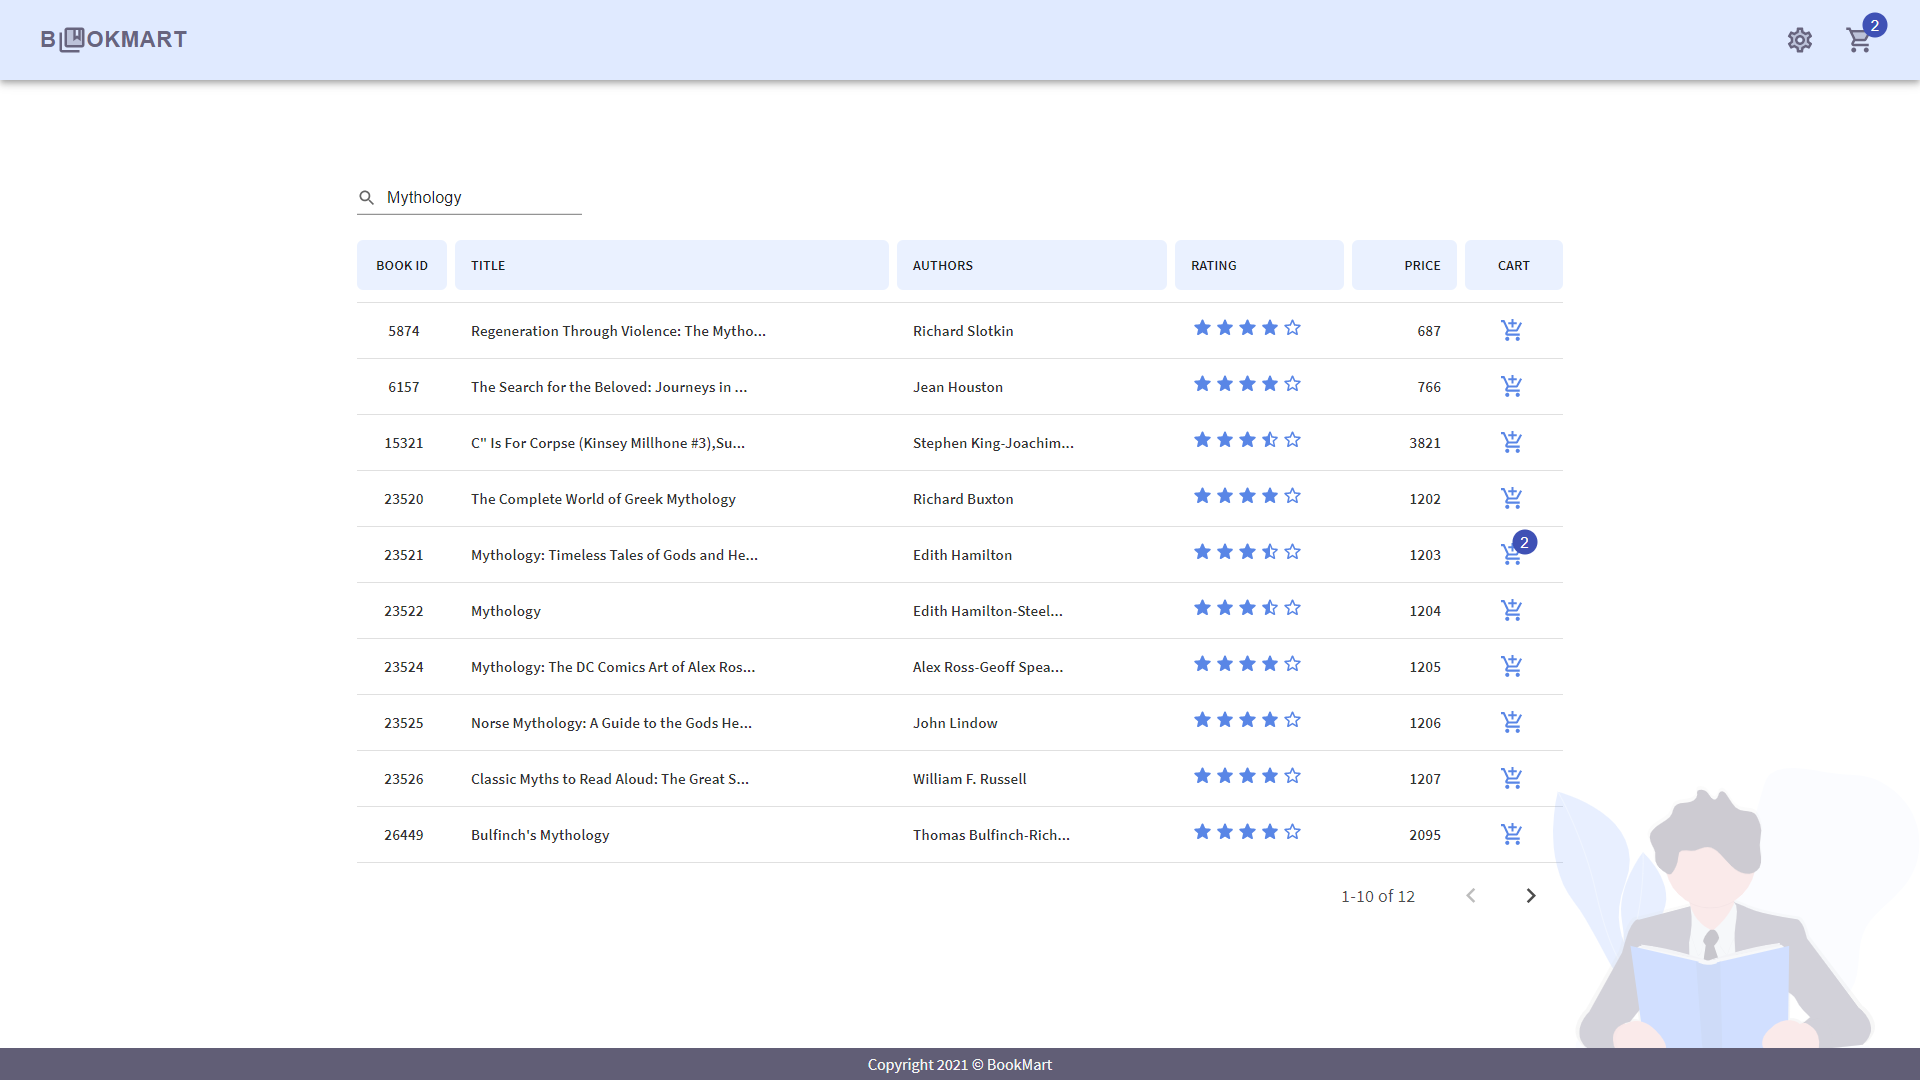 B OKMART
2
Mythology
BOOK ID TITLE AUTHORS RATING PRICE CART
5874 Regeneration Through Violence: The Mytho... Richard Slotkin 687
6157 The Search for the Beloved: Journeys in ... Jean Houston 766
15321 C" Is For Corpse (Kinsey Millhone #3),Su... Stephen King-Joachim... 3821
23520 The Complete World of Greek Mythology Richard Buxton 1202
23521 Mythology: Timeless Tales of Gods and He... Edith Hamilton 1203 2
23522 Mythology Edith Hamilton-Steel... 1204
23524 Mythology: The DC Comics Art of Alex Ros... Alex Ross-Geoff Spea... 1205
23525 Norse Mythology: A Guide to the Gods He... John Lindow 1206
23526 Classic Myths to Read Aloud: The Great S... William F. Russell 1207
26449 Bulfinch's Mythology Thomas Bulfinch-Rich... 2095
1-10 of 12
Copyright 2021 © BookMart